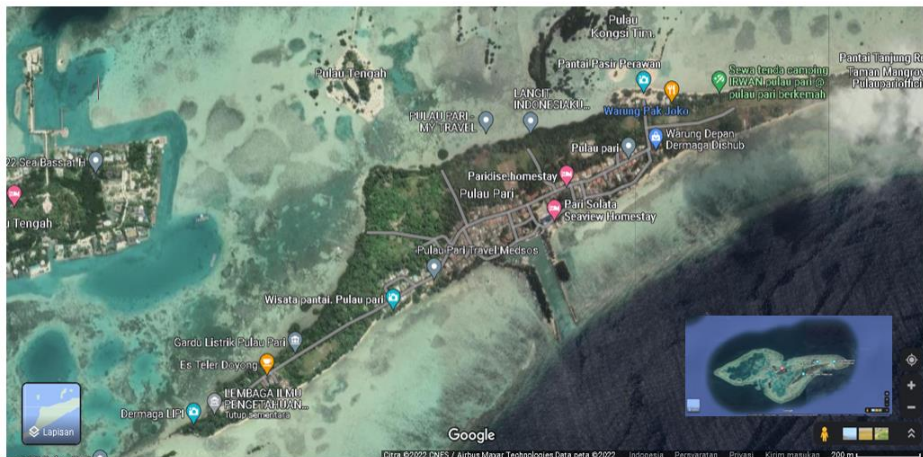 Pulau
Kongsi Tim.
Pantai Pasir Perawan
Pulau Tengah
Sewa tenda camping
IRWAN pulau pari@
pulau pari berkemah
Pantai Tanjung Re
Taman Mangrov
LANGIT
INDONESIAKU...
PULAU PARI
MY TRAVEL
Warung Pak Joko
Warung Depan
Dermaga Dishub
Pulau pari
22 Sea Bass at H
Paridise homestay
Pulau Pari
Pari Solata
Seaview Homestay
i Tengah
Pulau Pari Travel Medsos
Wisata pantai. Pulau pari
Gardu Listrik Pulau Pari
Es Teler Doyong
LEMBAGA ILMU
PENGETAHUAN...
Tutup sementara
Dermaga LIPI
Lapisan
Google
Citra ©2022 CNES / Airbus, Maxar Technologies, Data peta ©2022 Indonesia Persyaratan Privasi Kirim masukan 200 m